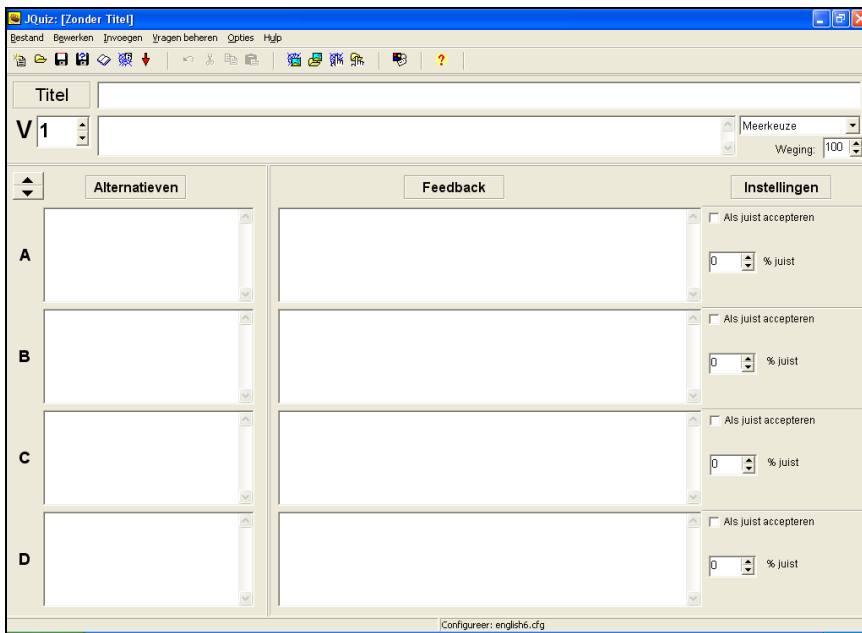 JQuiz: [Zonder Titel]
Bestand Bewerken Invoegen Vragen beheren Opties Hulp
Titel
V 1 Meerkeuze
Weging: 100
Alternatieven Feedback Instellingen
Als juist accepteren
A 0 % juist
Als juist accepteren
B 0 % juist
Als juist accepteren
C 0 % juist
Als juist accepteren
D 0 % juist
Configureer: english6.cfg